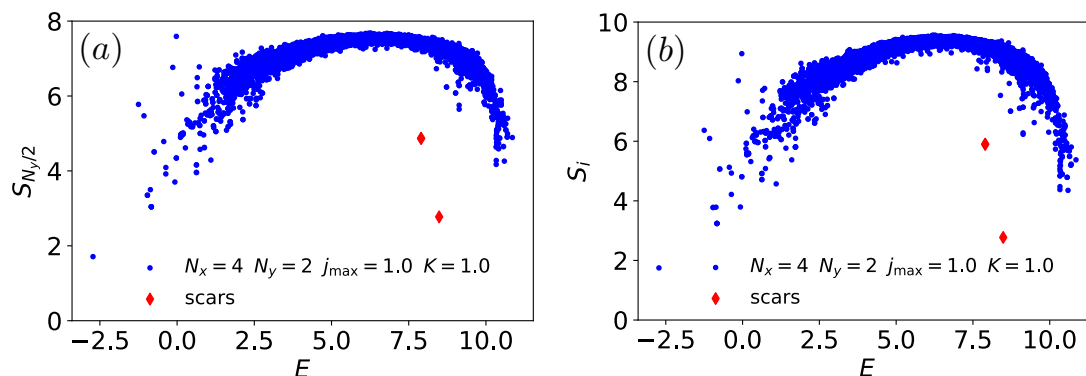 (a)
S_{N_y/2}
8
6
4
2
0
N_x = 4 N_y = 2 j_max = 1.0 K = 1.0
scars
−2.5 0.0 2.5 5.0 7.5 10.0
E
(b)
S_i
10
8
6
4
2
0
N_x = 4 N_y = 2 j_max = 1.0 K = 1.0
scars
−2.5 0.0 2.5 5.0 7.5 10.0
E